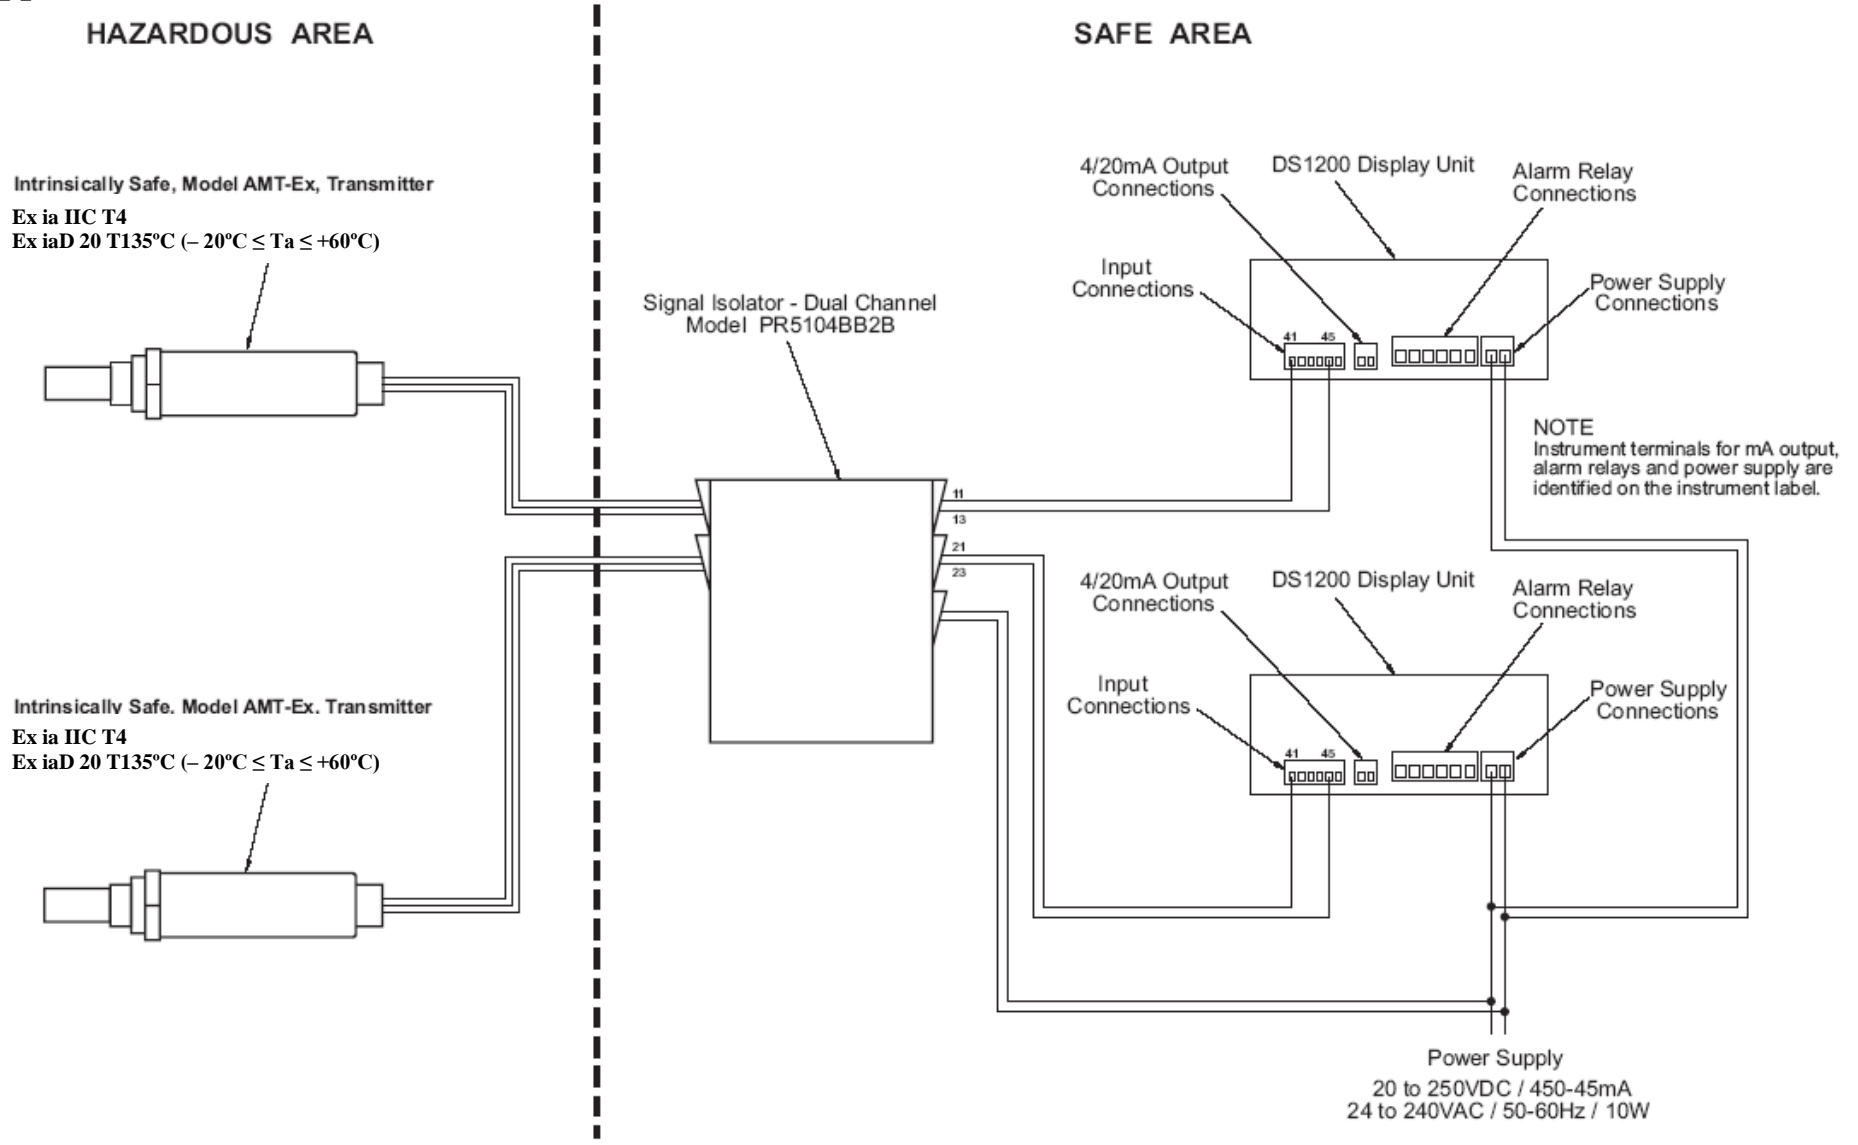 HAZARDOUS AREA
SAFE AREA
Intrinsically Safe, Model AMT-Ex, Transmitter
Ex ia IIC T4
Ex iaD 20 T135ºC (– 20ºC ≤ Ta ≤ +60ºC)
Signal Isolator - Dual Channel
Model PR5104BB2B
4/20mA Output
Connections
DS1200 Display Unit
Alarm Relay
Connections
Input
Connections
Power Supply
Connections
41
45
NOTE
Instrument terminals for mA output,
alarm relays and power supply are
identified on the instrument label.
11
13
21
23
4/20mA Output
Connections
DS1200 Display Unit
Alarm Relay
Connections
Input
Connections
Power Supply
Connections
41
45
Intrinsically Safe. Model AMT-Ex. Transmitter
Ex ia IIC T4
Ex iaD 20 T135ºC (– 20ºC ≤ Ta ≤ +60ºC)
Power Supply
20 to 250VDC / 450-45mA
24 to 240VAC / 50-60Hz / 10W